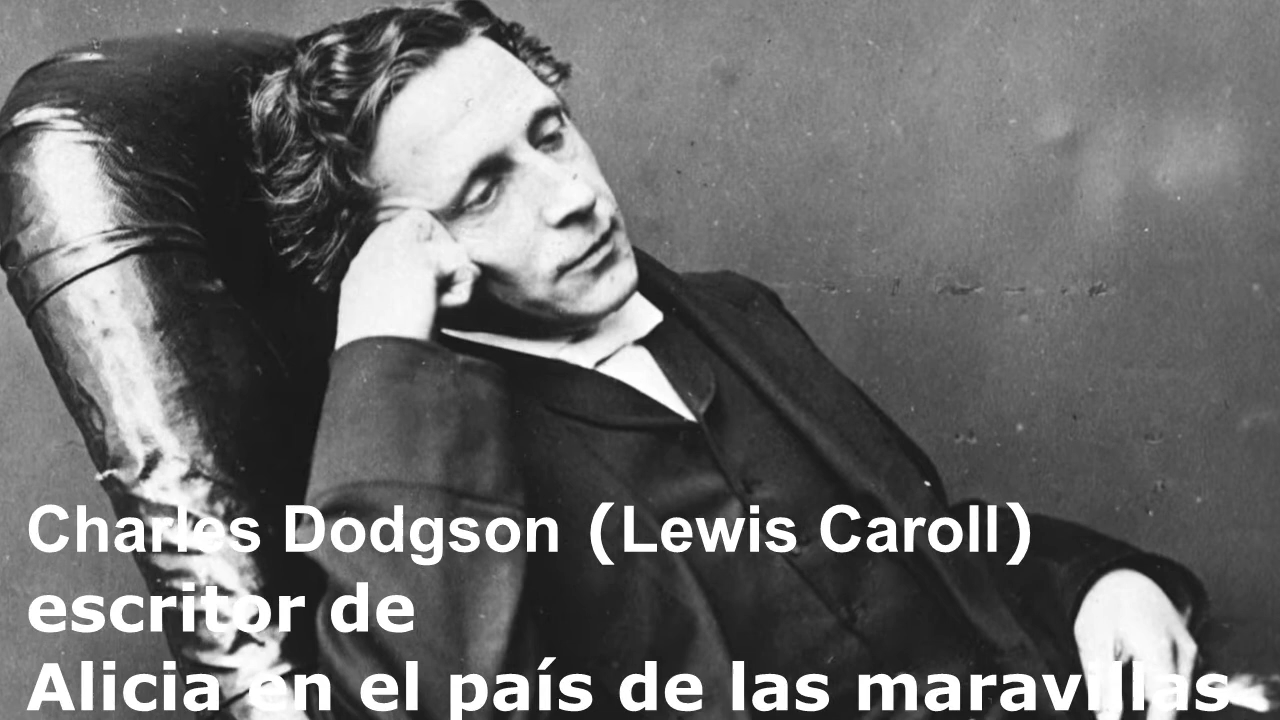 Charles Dodgson (Lewis Caroll)
escritor de
Alicia en el país de las maravillas